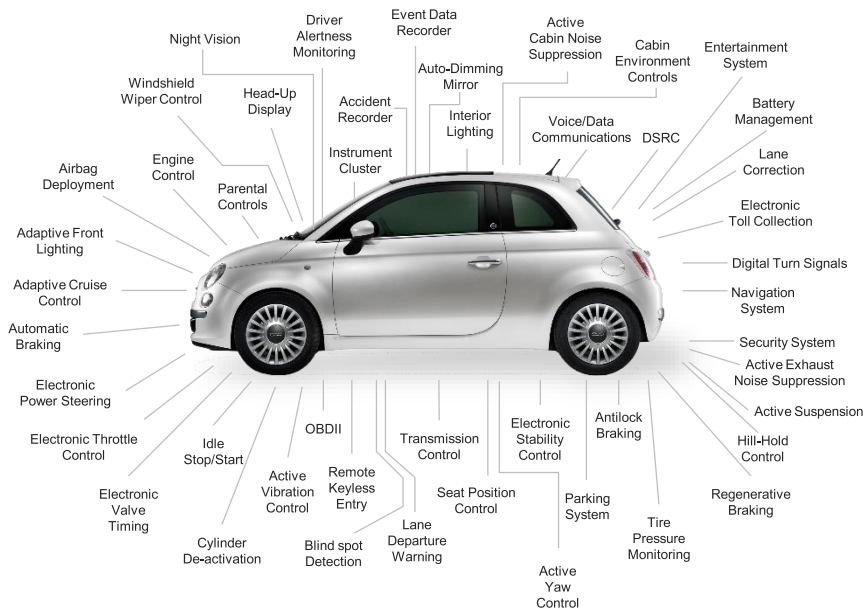 Night Vision
Driver
Alertness
Monitoring
Event Data
Recorder
Active
Cabin Noise
Suppression
Cabin
Environment
Controls
Entertainment
System
Windshield
Wiper Control
Head-Up
Display
Accident
Recorder
Auto-Dimming
Mirror
Interior
Lighting
Voice/Data
Communications
DSRC
Battery
Management
Airbag
Deployment
Engine
Control
Parental
Controls
Instrument
Cluster
Lane
Correction
Electronic
Toll Collection
Adaptive Front
Lighting
Digital Turn Signals
Adaptive Cruise
Control
Navigation
System
Automatic
Braking
Security System
Active Exhaust
Noise Suppression
Electronic
Power Steering
Active Suspension
Electronic Throttle
Control
Idle
Stop/Start
OBDII
Transmission
Control
Electronic
Stability
Control
Antilock
Braking
Hill-Hold
Control
Electronic
Valve
Timing
Active
Vibration
Control
Remote
Keyless
Entry
Seat Position
Control
Parking
System
Regenerative
Braking
Cylinder
De-activation
Blind spot
Detection
Lane
Departure
Warning
Active
Yaw
Control
Tire
Pressure
Monitoring